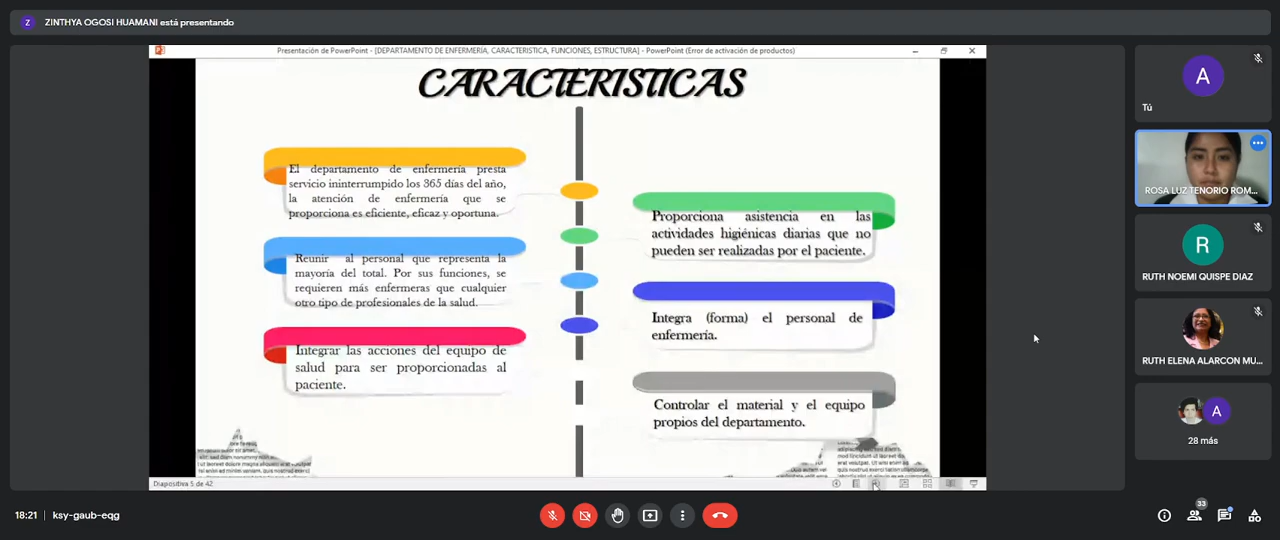 Z ZINTHYA OGOSI HUAMANI está presentando
Presentación de PowerPoint - [DEPARTAMENTO DE ENFERMERÍA, CARACTERISTICA, FUNCIONES, ESTRUCTURA] - PowerPoint (Error de activación de productos)
CARACTERISTICAS
El departamento de enfermería presta
servicio ininterrumpido los 365 días del año,
la atención de enfermería que se
proporciona es eficiente, eficaz y oportuna.
Reunir al personal que representa la
mayoría del total. Por sus funciones, se
requieren más enfermeras que cualquier
otro tipo de profesionales de la salud.
Integrar las acciones del equipo de
salud para ser proporcionadas al
paciente.
Proporciona asistencia en las
actividades higiénicas diarias que no
pueden ser realizadas por el paciente.
Integra (forma) el personal de
enfermería.
Controlar el material y el equipo
propios del departamento.
Diapositiva 5 de 42
A
Tú
ROSA LUZ TENORIO ROM...
R
RUTH NOEMI QUISPE DIAZ
RUTH ELENA ALARCON MU...
A
28 más
18:21 | ksy-gaub-eqg
33